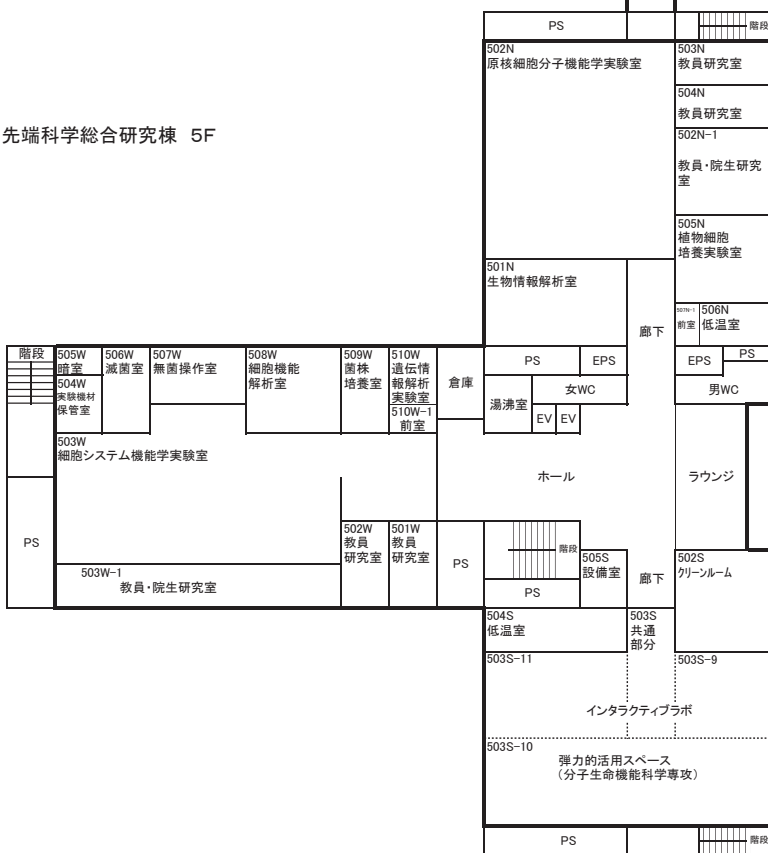 PS
階段
502N
原核細胞分子機能学実験室
503N
教員研究室
504N
教員研究室
先端科学総合研究棟 5F
502N-1
教員・院生研究
室
505N
植物細胞
培養実験室
501N
生物情報解析室
507N-1
前室
506N
低温室
廊下
階段
505W
暗室
506W
滅菌室
507W
無菌操作室
508W
細胞機能
解析室
509W
菌株
培養室
510W
遺伝情
報解析
実験室
倉庫
PS
EPS
EPS
PS
504W
実験機材
保管室
510W-1
前室
湯沸室
女WC
男WC
EV
EV
503W
細胞システム機能学実験室
ホール
ラウンジ
PS
502W
教員
研究室
501W
教員
研究室
PS
階段
505S
設備室
廊下
502S
クリーンルーム
503W-1
教員・院生研究室
PS
504S
低温室
503S
共通
部分
503S-11
503S-9
インタラクティブラボ
503S-10
弾力的活用スペース
（分子生命機能科学専攻）
PS
階段